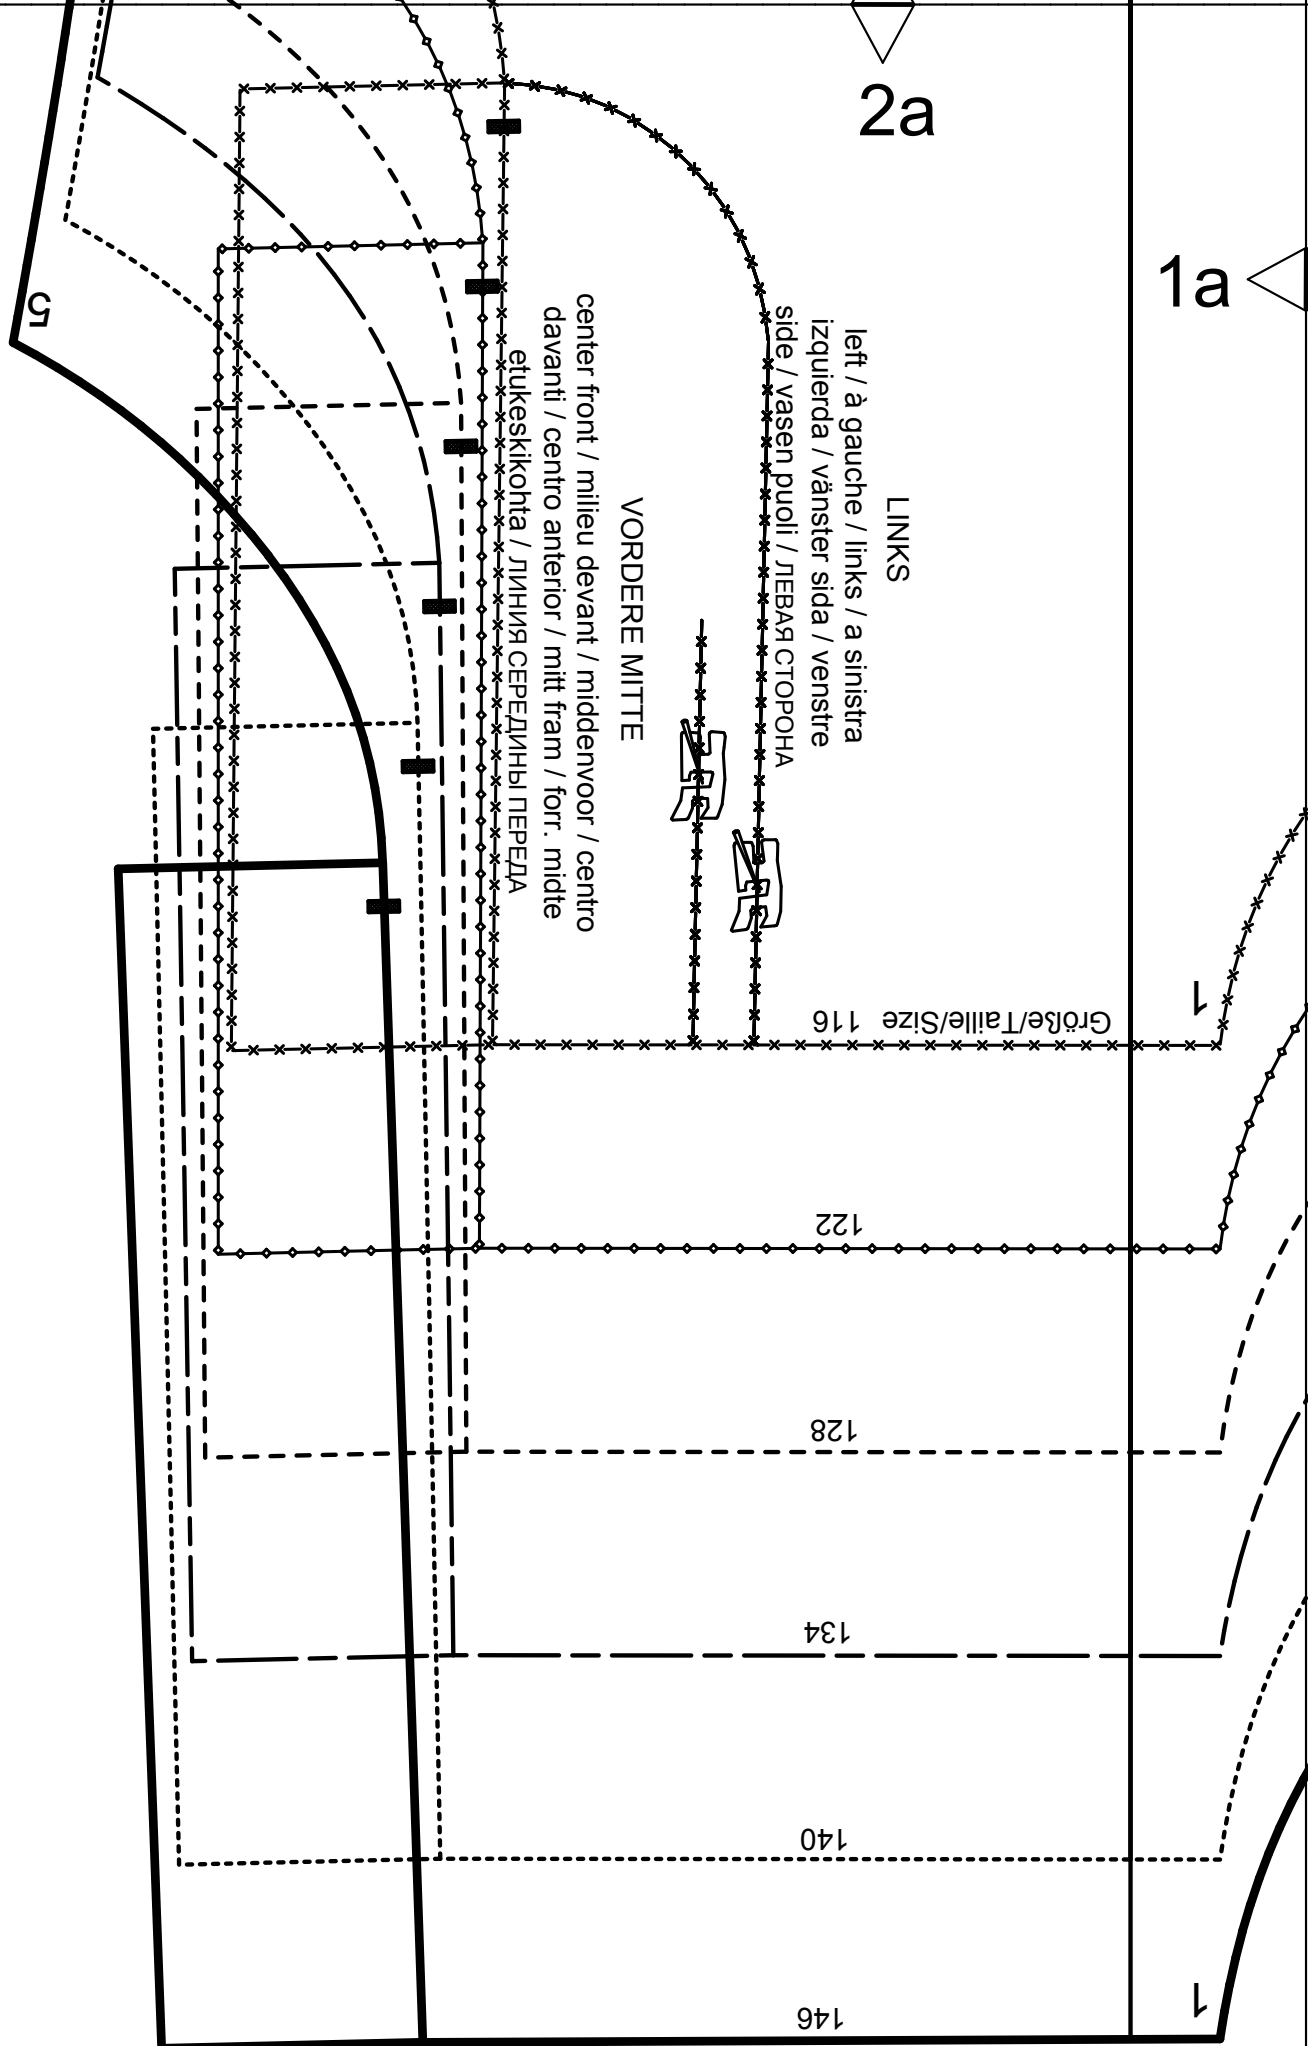 2a
1a
5
LINKS
left / à gauche / links / a sinistra
izquierda / vänster sida / venstre
side / vasen puoli / ЛЕВАЯ СТОРОНА
VORDERE MITTE
center front / milieu devant / middenvoor / centro
davanti / centro anterior / mitt fram / forr. midte
etukeskikohta / ЛИНИЯ СЕРЕДИНЫ ПЕРЕДА
1
Größe/Taille/Size 116
122
128
134
140
146
1